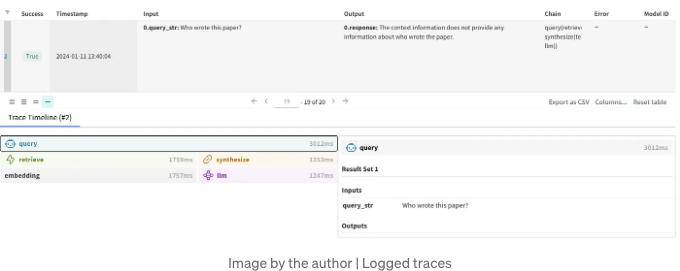 Success Timestamp Input Output Chain Error Model ID
0.query_str: Who wrote this paper? 0.response: The context information does not provide any query(retriev - -
information about who wrote the paper. synthesize(te
2 True 2024-01-11 13:40:04 llm))
- 19 of 20 Export as CSV Columns... Reset table
Trace Timeline (#2)
query 3012ms
query 3012ms
retrieve synthesize
Result Set 1
embedding 1757ms llm 1247ms
Inputs
query_str Who wrote this paper?
Outputs
Image by the author | Logged traces